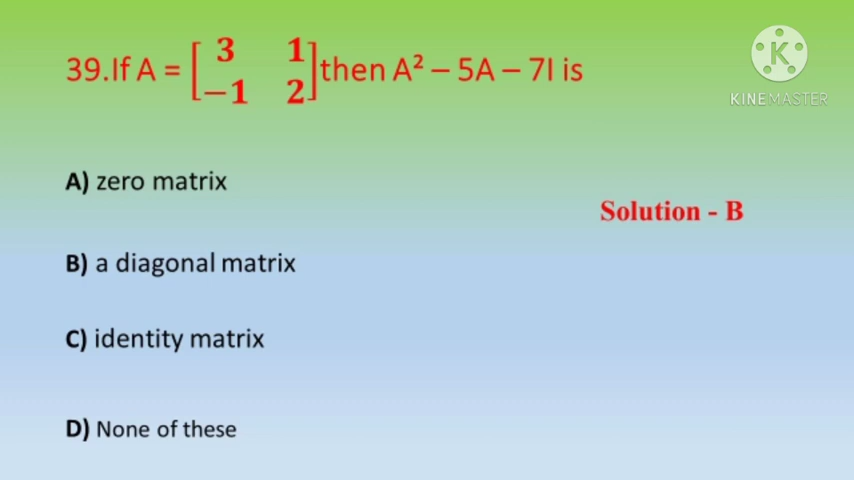 39.If A = [ 3 1
−1 2 ] then A² – 5A – 7I is
KINEMASTER
A) zero matrix
Solution - B
B) a diagonal matrix
C) identity matrix
D) None of these